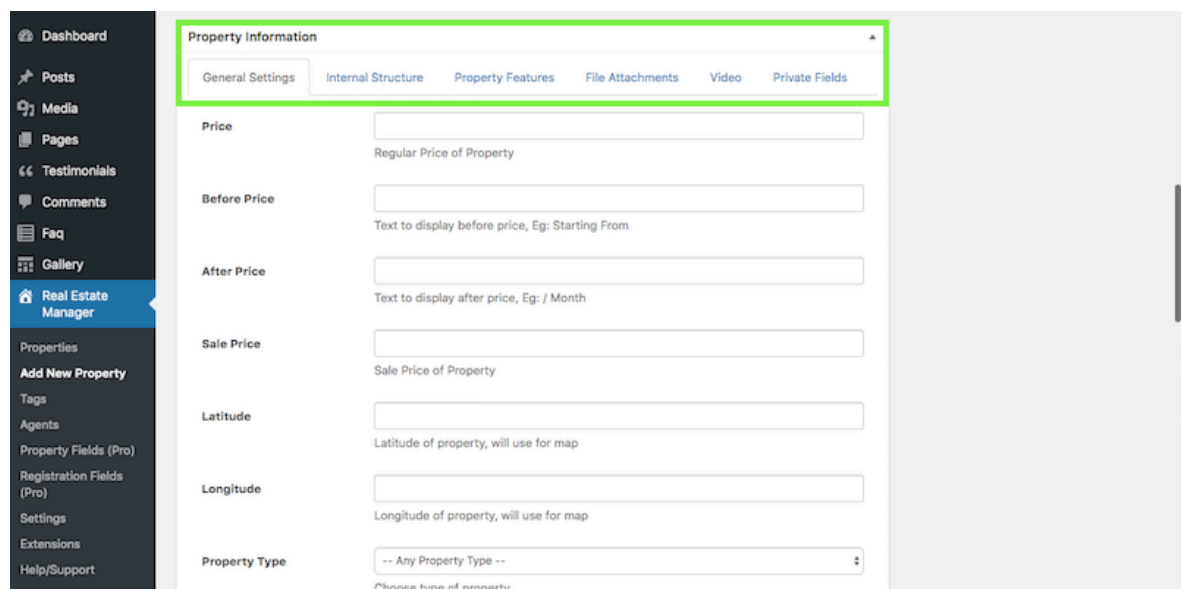 Dashboard
Posts
Media
Pages
Testimonials
Comments
Faq
Gallery
Real Estate
Manager
Properties
Add New Property
Tags
Agents
Property Fields (Pro)
Registration Fields
(Pro)
Settings
Extensions
Help/Support
Property Information
General Settings Internal Structure Property Features File Attachments Video Private Fields
Price
Regular Price of Property
Before Price
Text to display before price, Eg: Starting From
After Price
Text to display after price, Eg: / Month
Sale Price
Sale Price of Property
Latitude
Latitude of property, will use for map
Longitude
Longitude of property, will use for map
Property Type -- Any Property Type --
Choose type of property